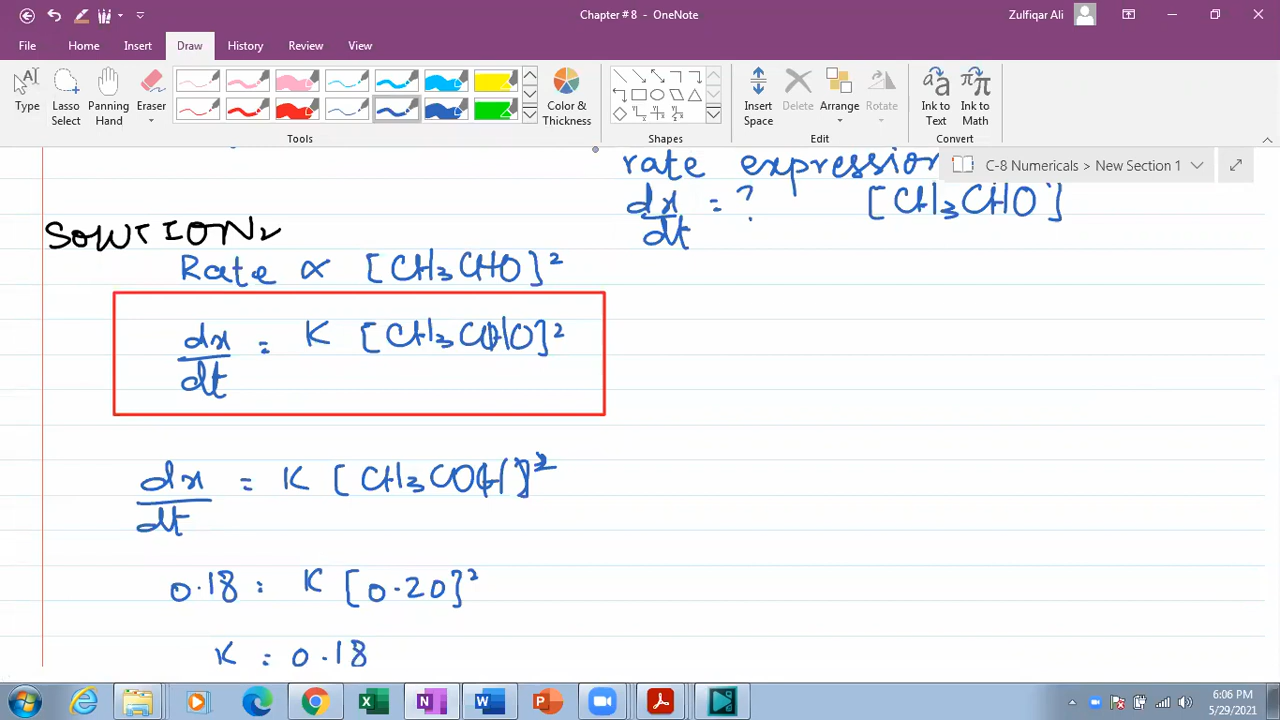 Chapter # 8 - OneNote
Zulfiqar Ali
File Home Insert Draw History Review View
Type
Lasso Select
Panning Hand
Eraser
Color & Thickness
Insert Space
Delete
Arrange
Rotate
Ink to Text
Ink to Math
Tools
Shapes
Edit
Convert
C-8 Numericals > New Section 1
rate expression
dx/dt = ? [CH₃CHO]
SOLUTION
Rate ∝ [CH₃CHO]²
dx/dt = K [CH₃CHO]²
dx/dt = K [CH₃COH]²
0.18 = K [0.20]²
K = 0.18
6:06 PM
5/29/2021